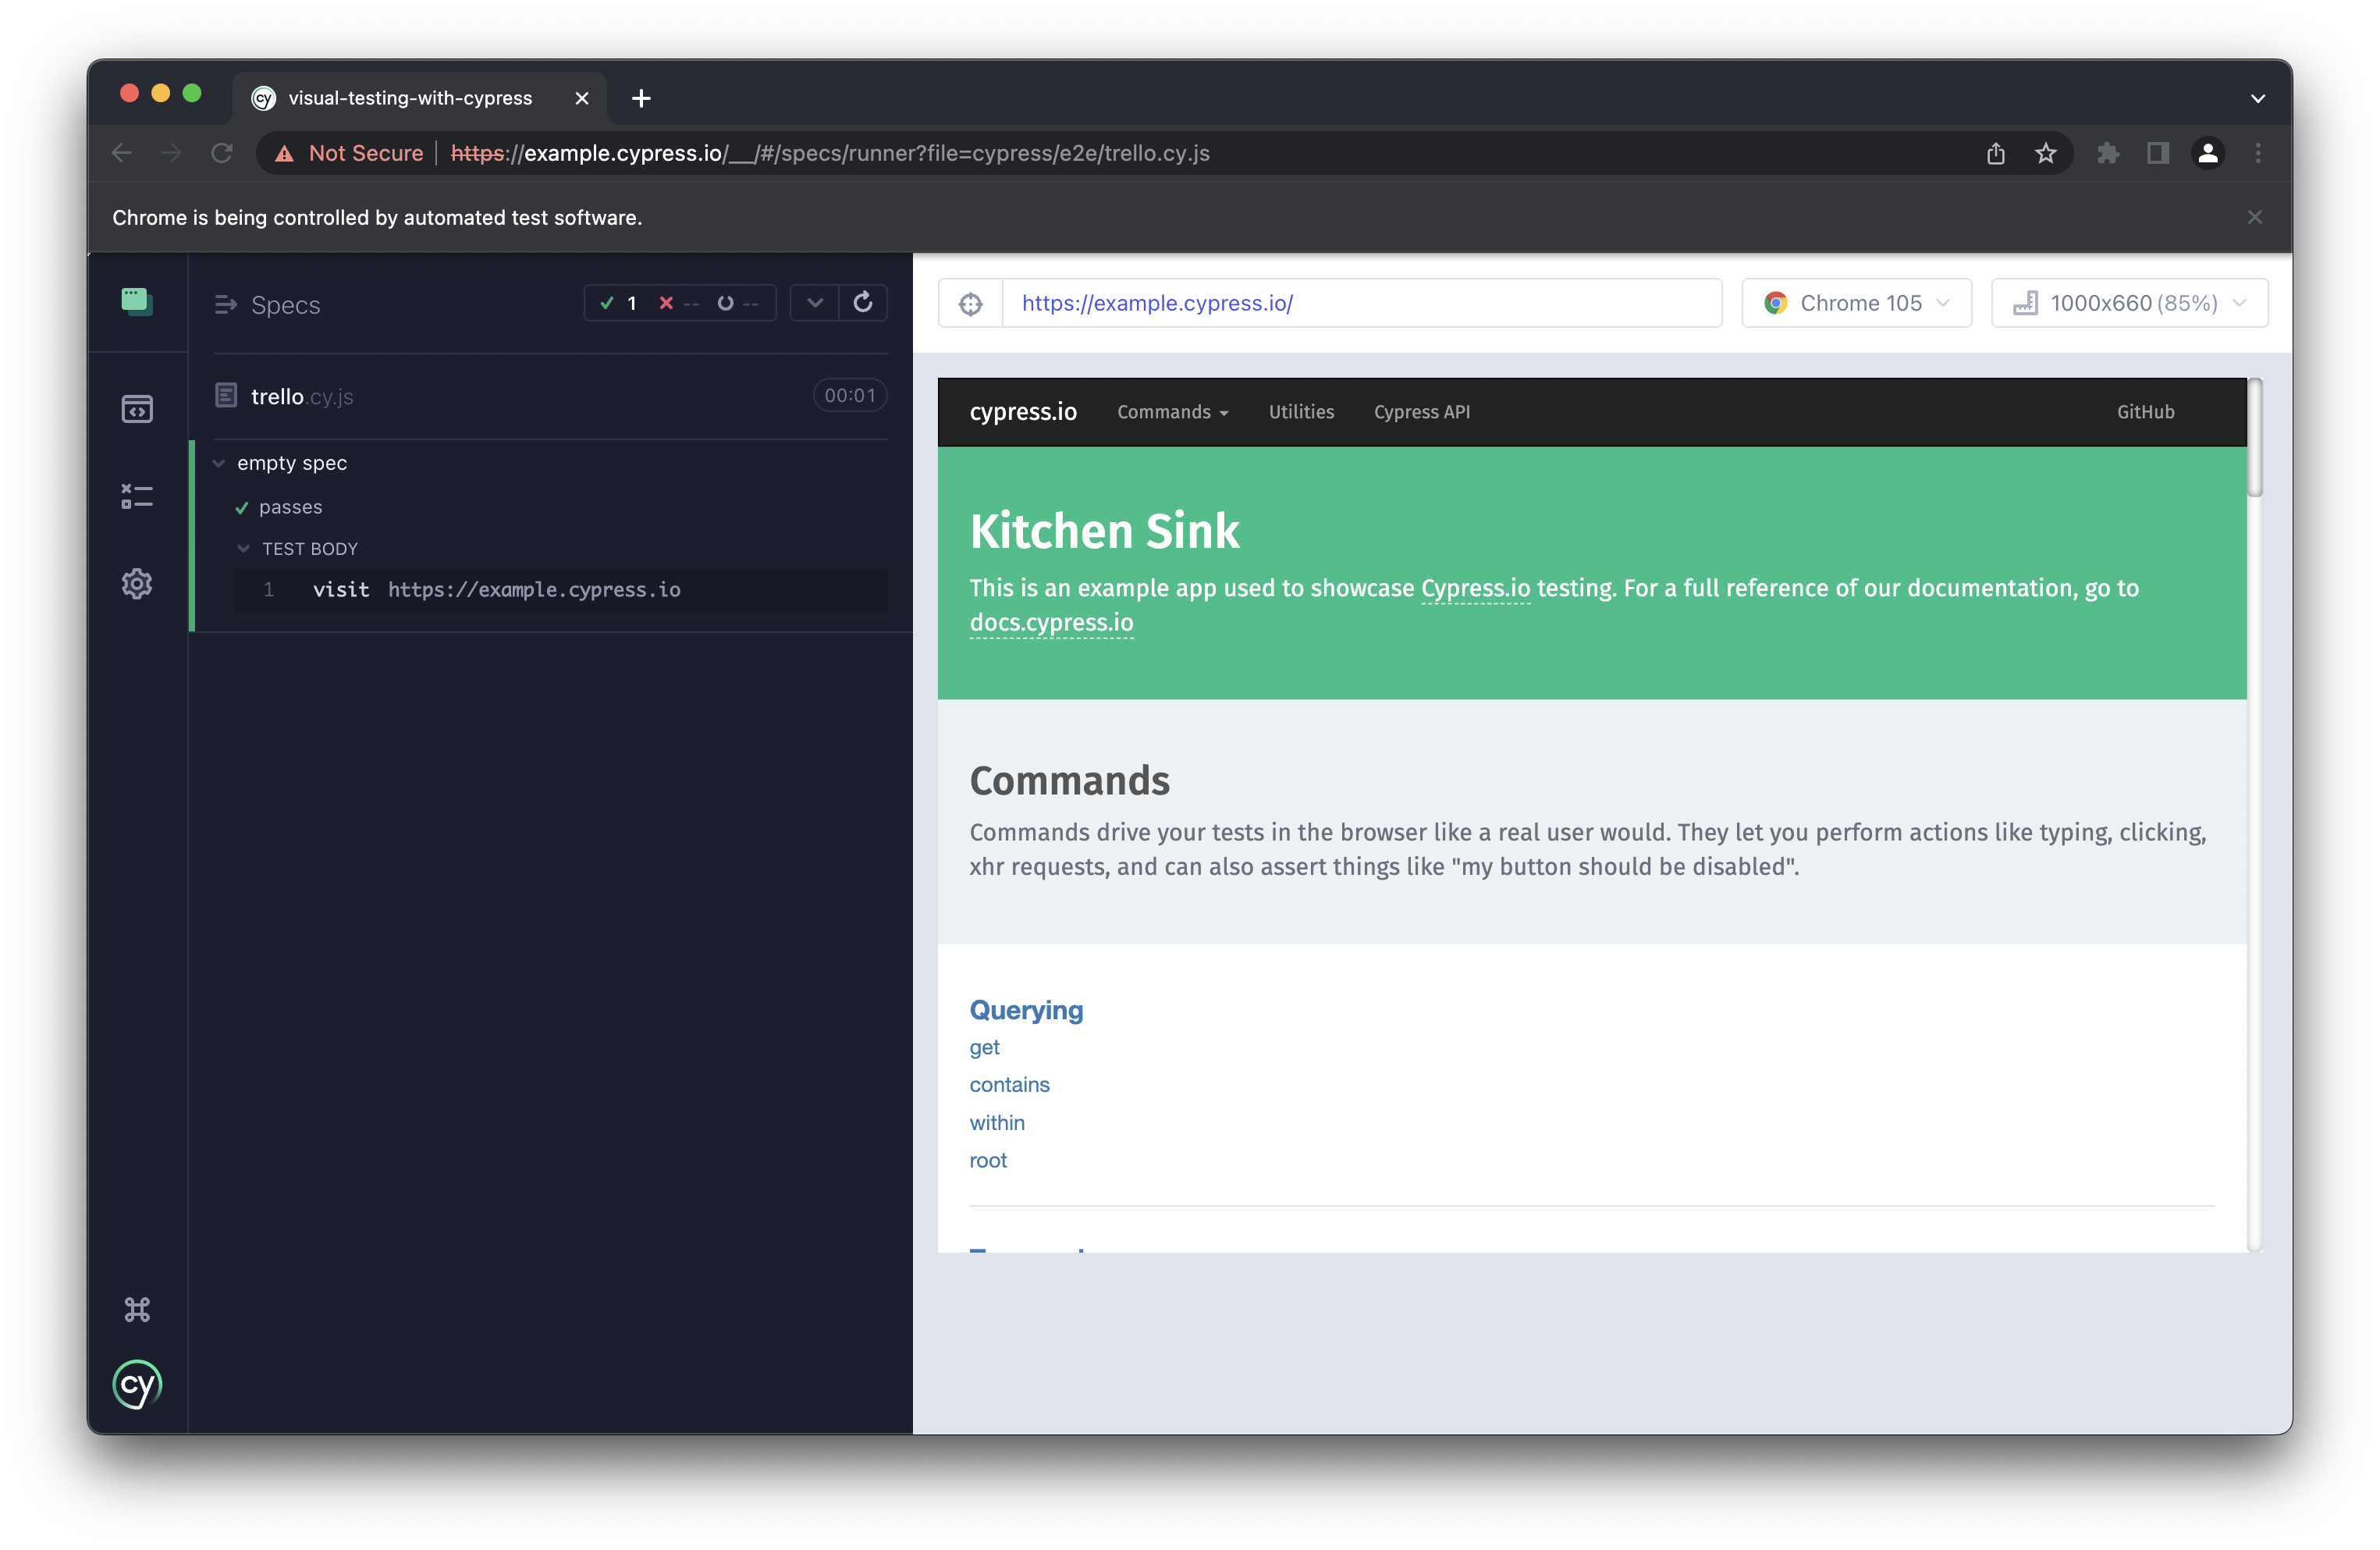 cy visual-testing-with-cypress
Not Secure https://example.cypress.io/__/#/specs/runner?file=cypress/e2e/trello.cy.js
Chrome is being controlled by automated test software.
Specs
1 -- --
trello.cy.js 00:01
empty spec
passes
TEST BODY
1 visit https://example.cypress.io
cy
https://example.cypress.io/ Chrome 105 1000x660 (85%)
cypress.io Commands Utilities Cypress API GitHub
Kitchen Sink
This is an example app used to showcase Cypress.io testing. For a full reference of our documentation, go to
docs.cypress.io
Commands
Commands drive your tests in the browser like a real user would. They let you perform actions like typing, clicking,
xhr requests, and can also assert things like "my button should be disabled".
Querying
get
contains
within
root